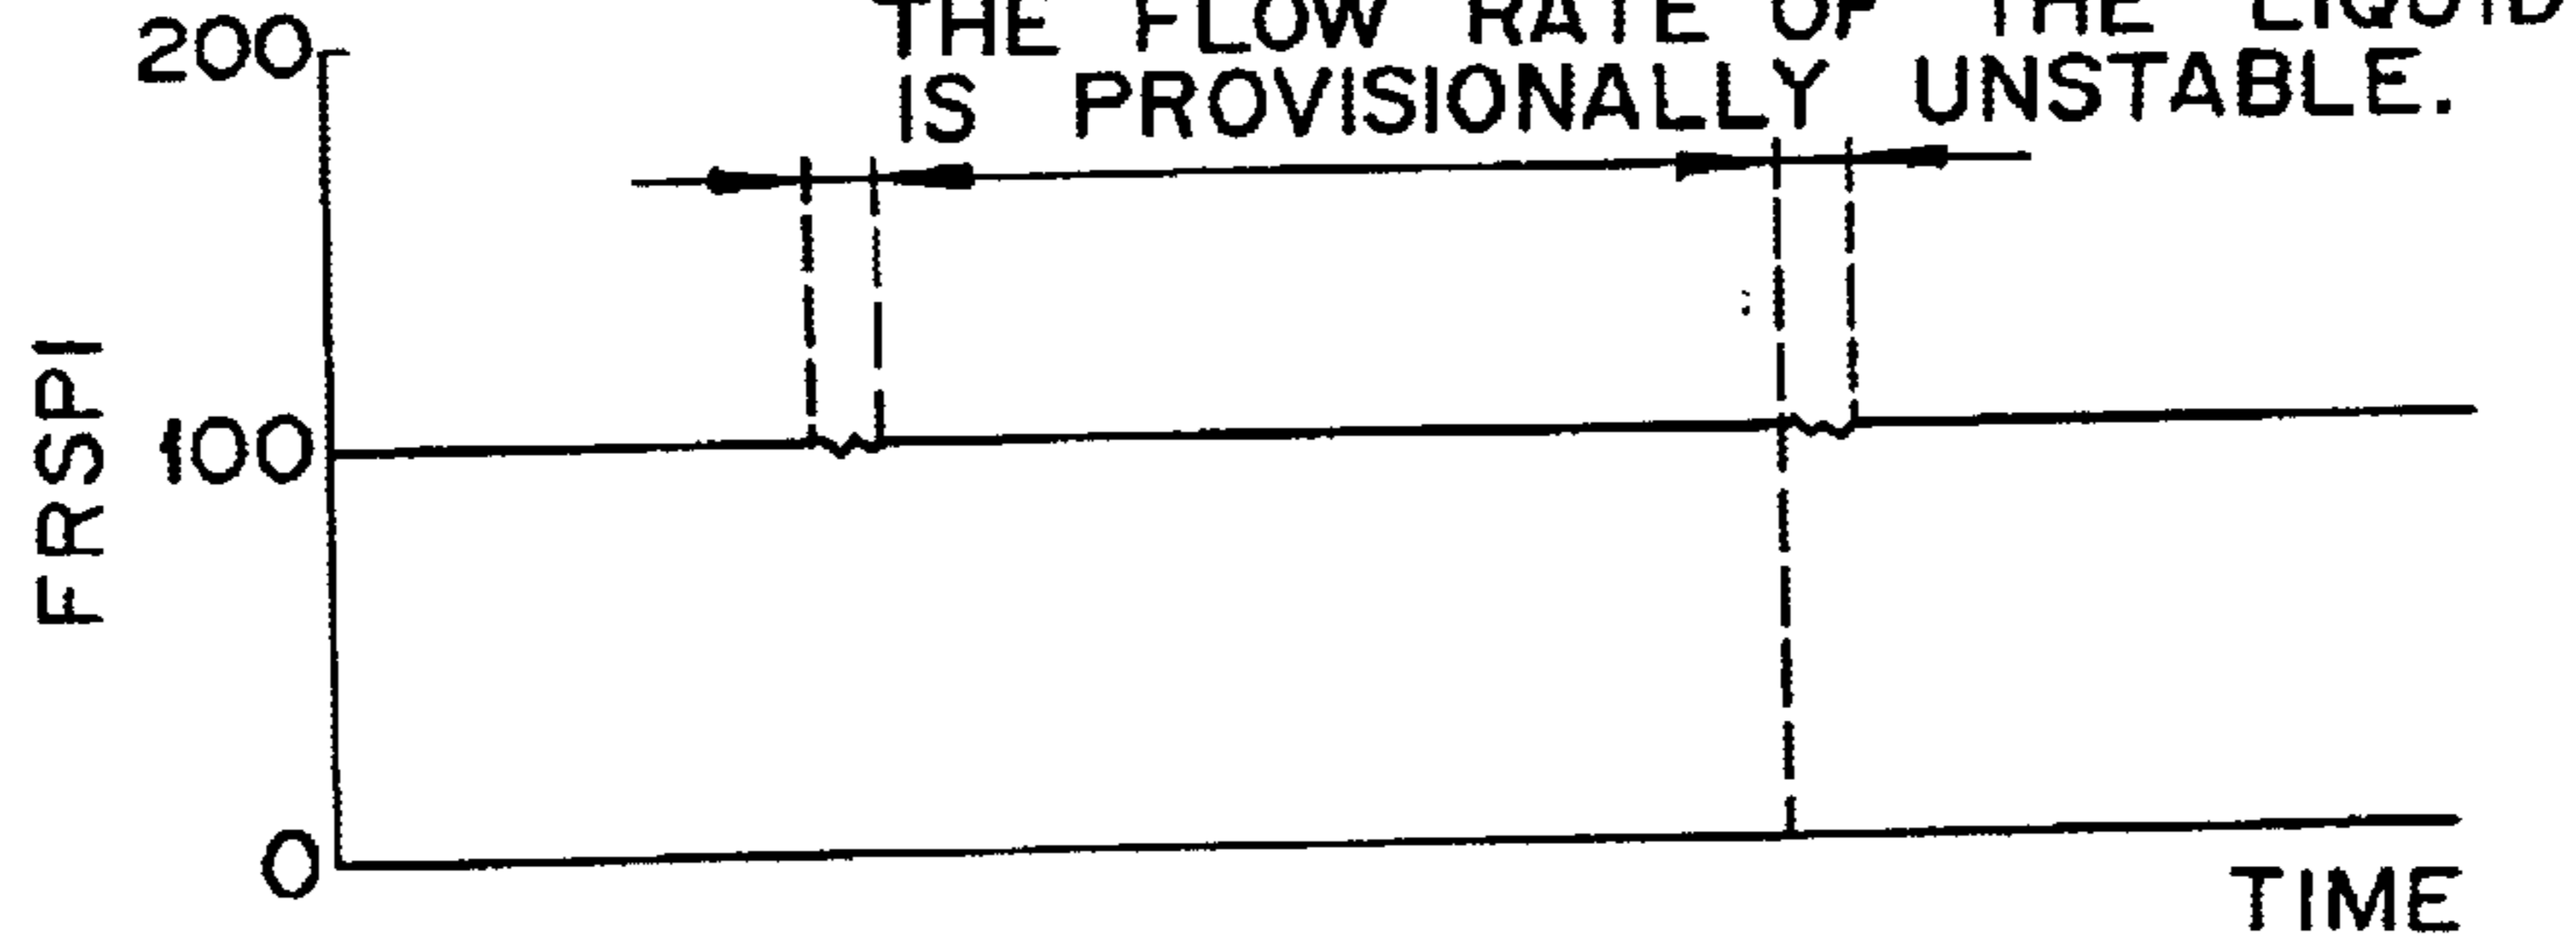 THE FLOW RATE OF THE LIQUID
IS PROVISIONALLY UNSTABLE.
200
100
0
FRSPI
TIME